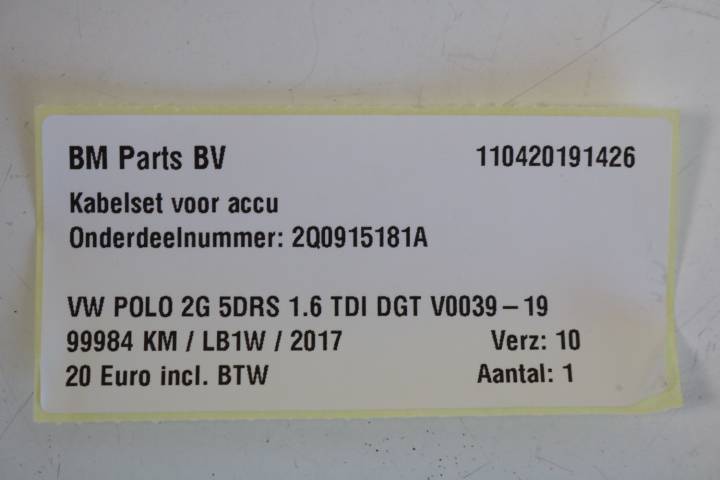 BM Parts BV 110420191426
Kabelset voor accu
Onderdeelnummer: 2Q0915181A
VW POLO 2G 5DRS 1.6 TDI DGT V0039 – 19
99984 KM / LB1W / 2017 Verz: 10
20 Euro incl. BTW Aantal: 1